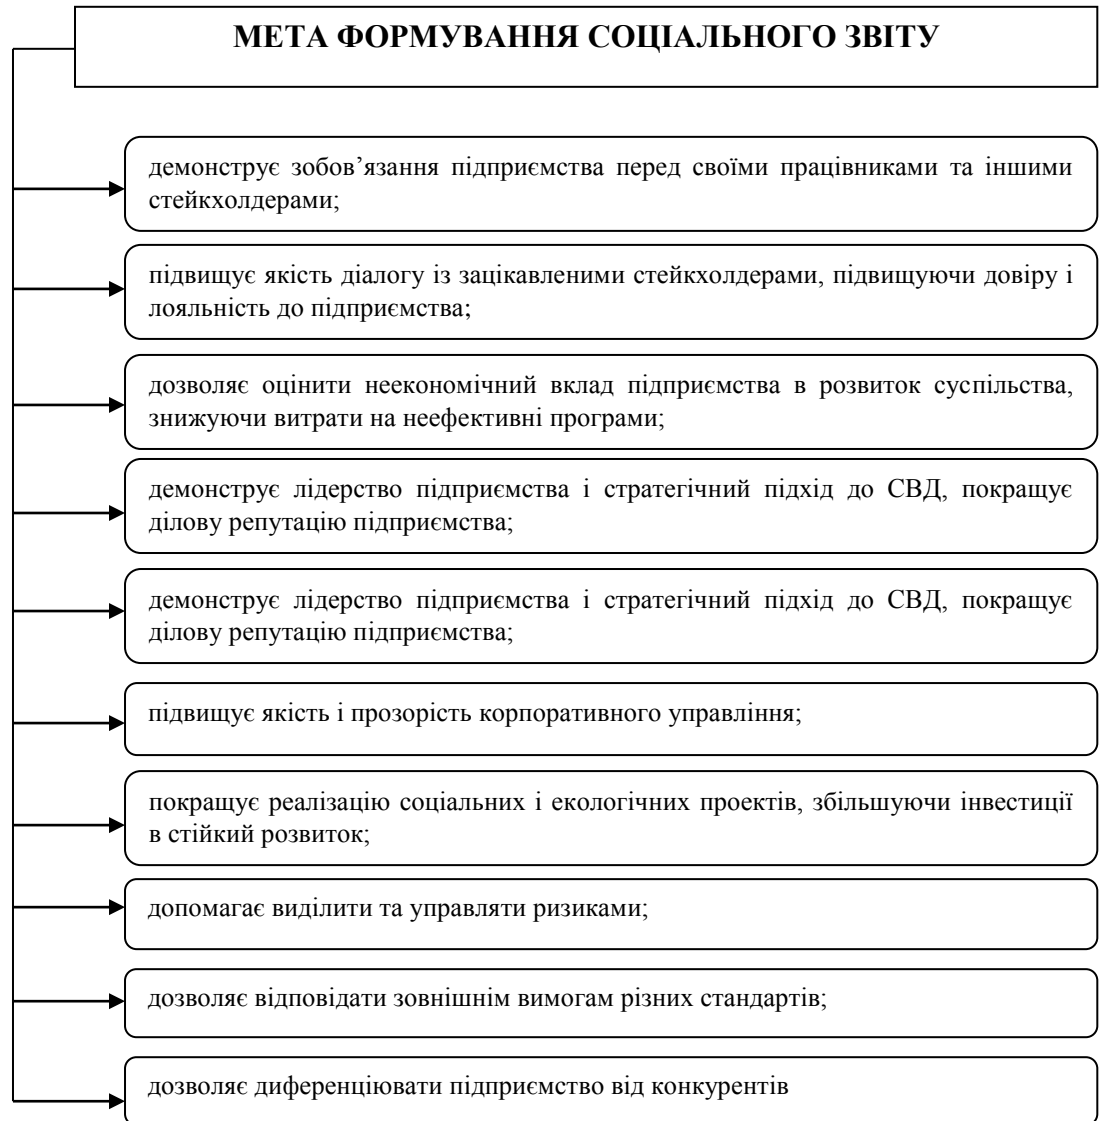 МЕТА ФОРМУВАННЯ СОЦІАЛЬНОГО ЗВІТУ
демонструє зобов’язання підприємства перед своїми працівниками та іншими
стейкхолдерами;
підвищує якість діалогу із зацікавленими стейкхолдерами, підвищуючи довіру і
лояльність до підприємства;
дозволяє оцінити неекономічний вклад підприємства в розвиток суспільства,
знижуючи витрати на неефективні програми;
демонструє лідерство підприємства і стратегічний підхід до СВД, покращує
ділову репутацію підприємства;
демонструє лідерство підприємства і стратегічний підхід до СВД, покращує
ділову репутацію підприємства;
підвищує якість і прозорість корпоративного управління;
покращує реалізацію соціальних і екологічних проектів, збільшуючи інвестиції
в стійкий розвиток;
допомагає виділити та управляти ризиками;
дозволяє відповідати зовнішнім вимогам різних стандартів;
дозволяє диференціювати підприємство від конкурентів